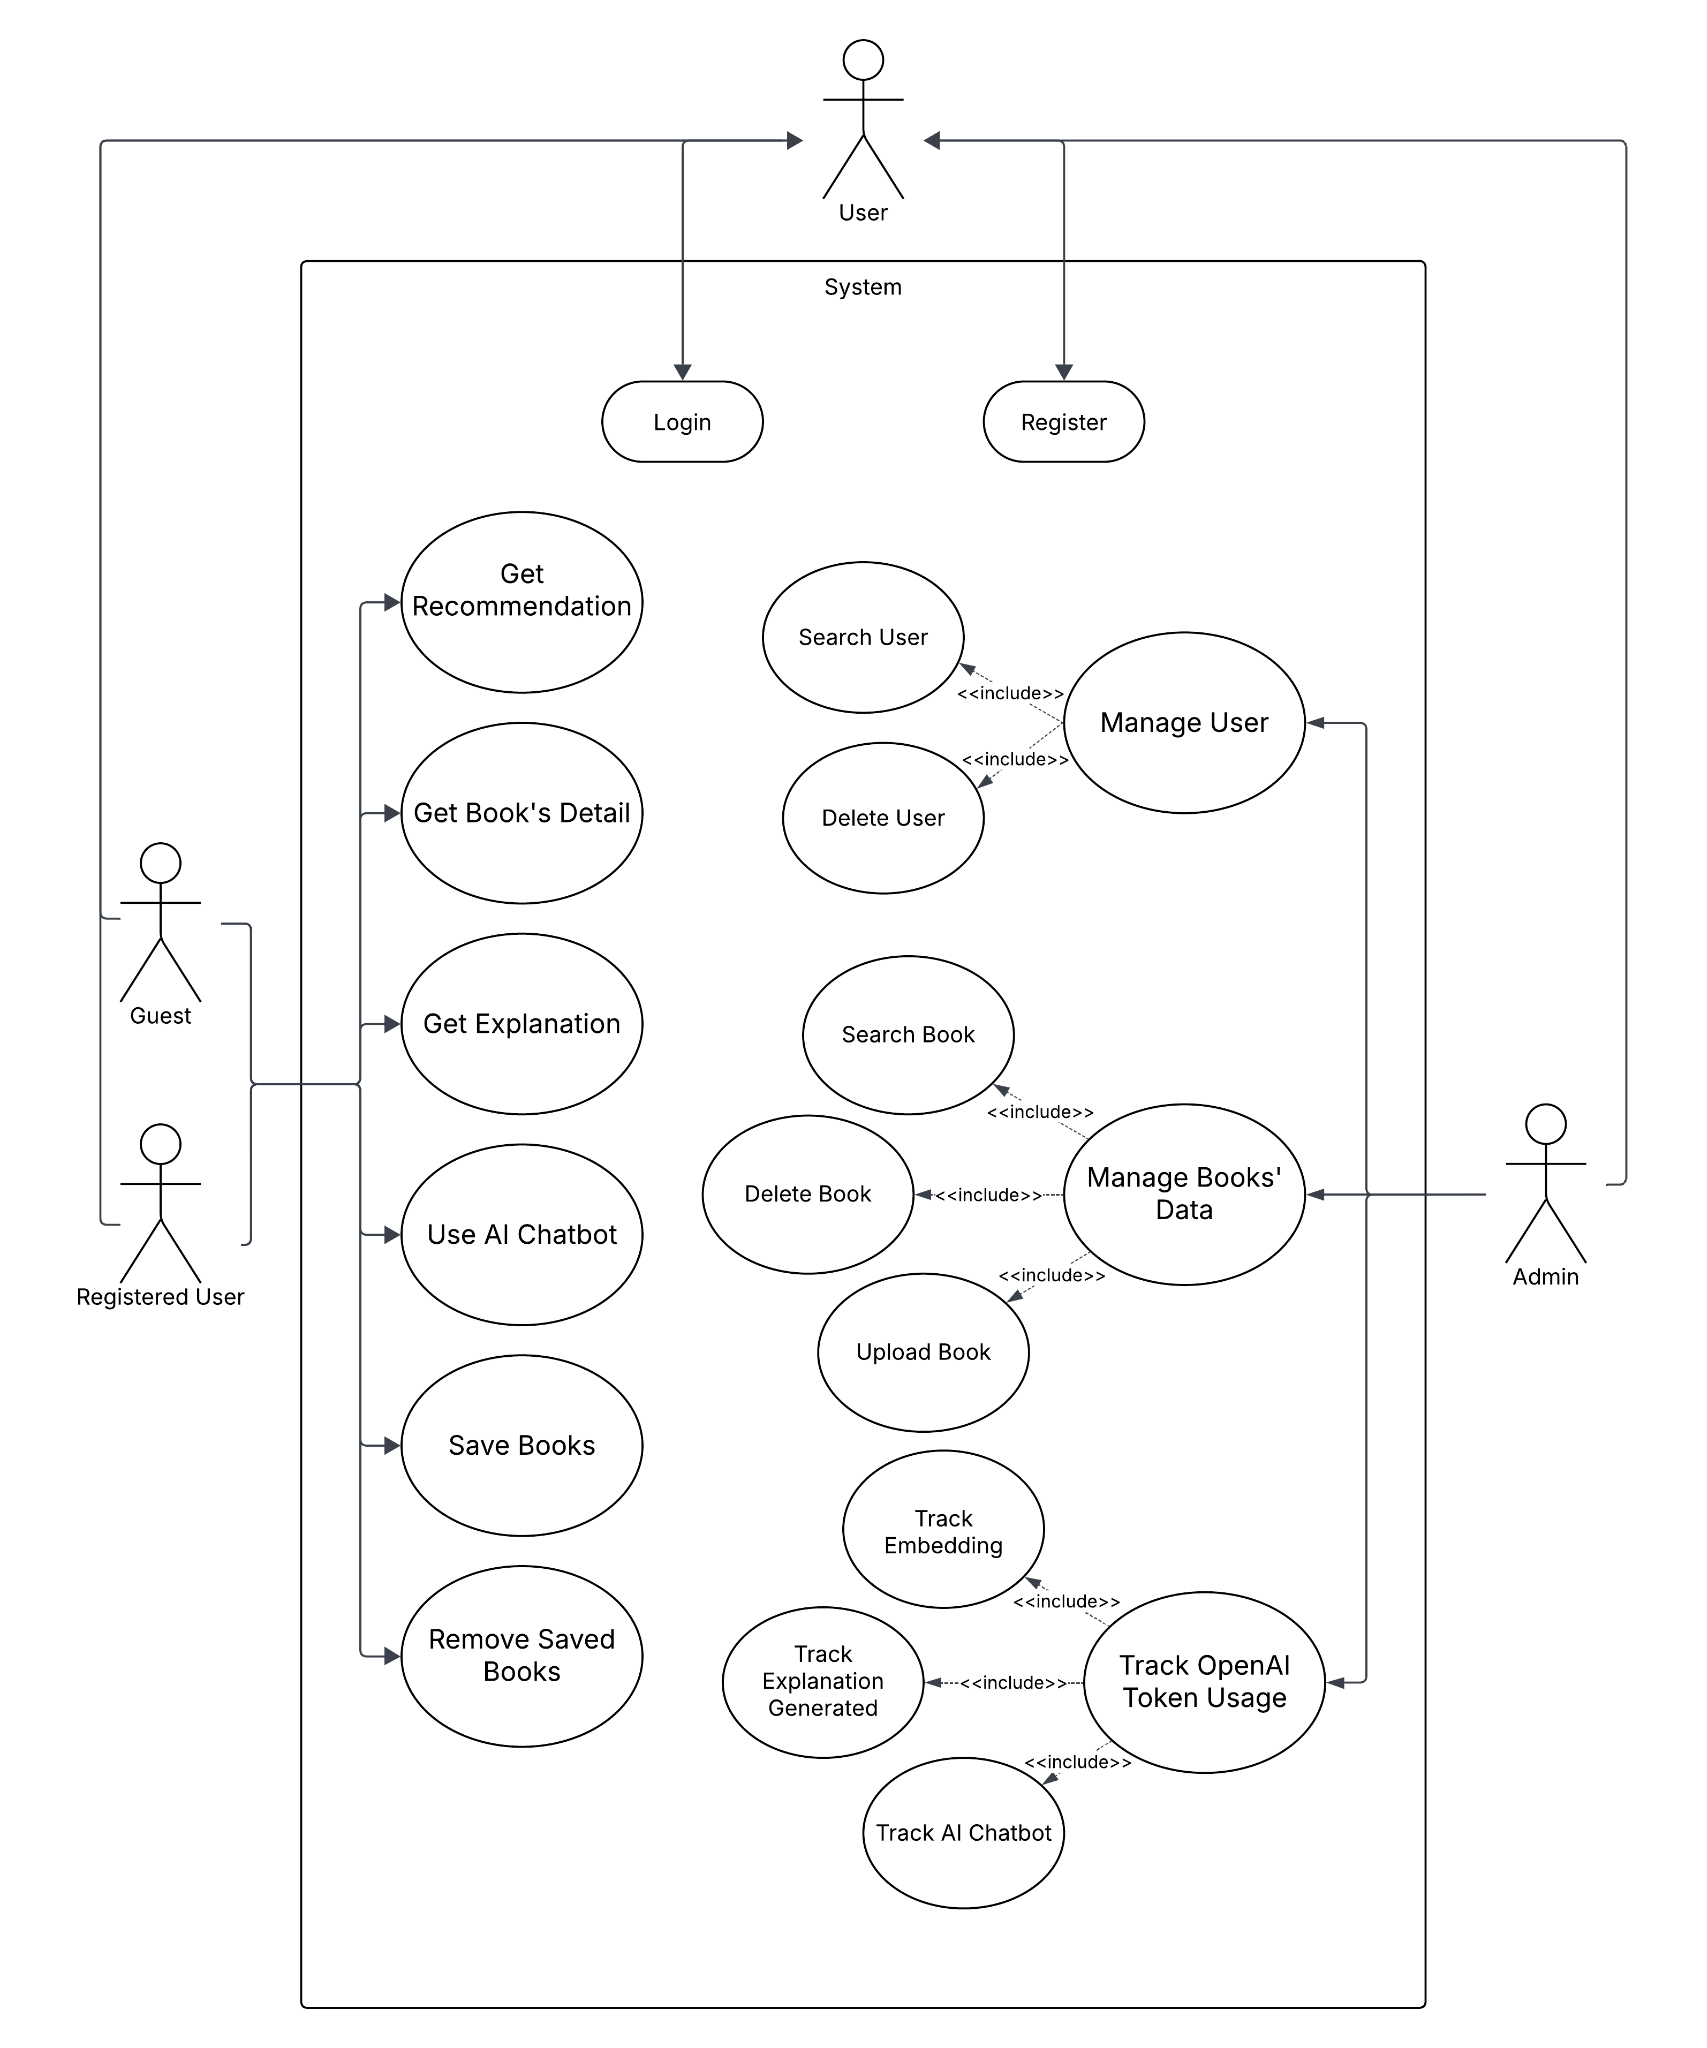 User
System
Login
Register
Get
Recommendation
Search User
<<include>>
Manage User
<<include>>
Get Book's Detail
Delete User
Guest
Get Explanation
Search Book
<<include>>
Manage Books'
Data
Delete Book
<<include>>
Use AI Chatbot
<<include>>
Admin
Registered User
Upload Book
Save Books
Track
Embedding
<<include>>
Remove Saved
Books
Track
Explanation
Generated
<<include>>
Track OpenAI
Token Usage
<<include>>
Track AI Chatbot